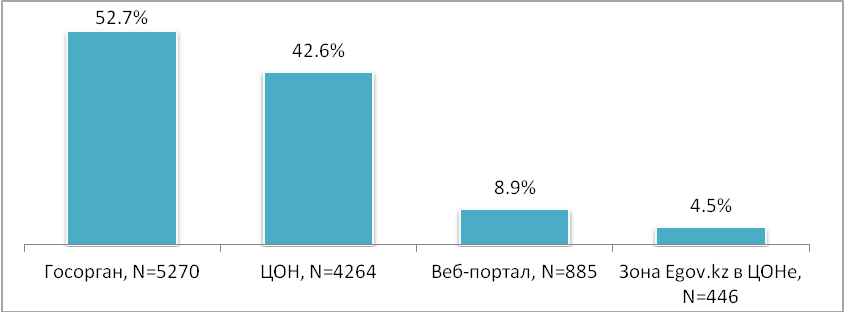 52.7%
42.6%
8.9%
4.5%
Госорган, N=5270
ЦОН, N=4264
Веб-портал, N=885
Зона Egov.kz в ЦОНе,
N=446